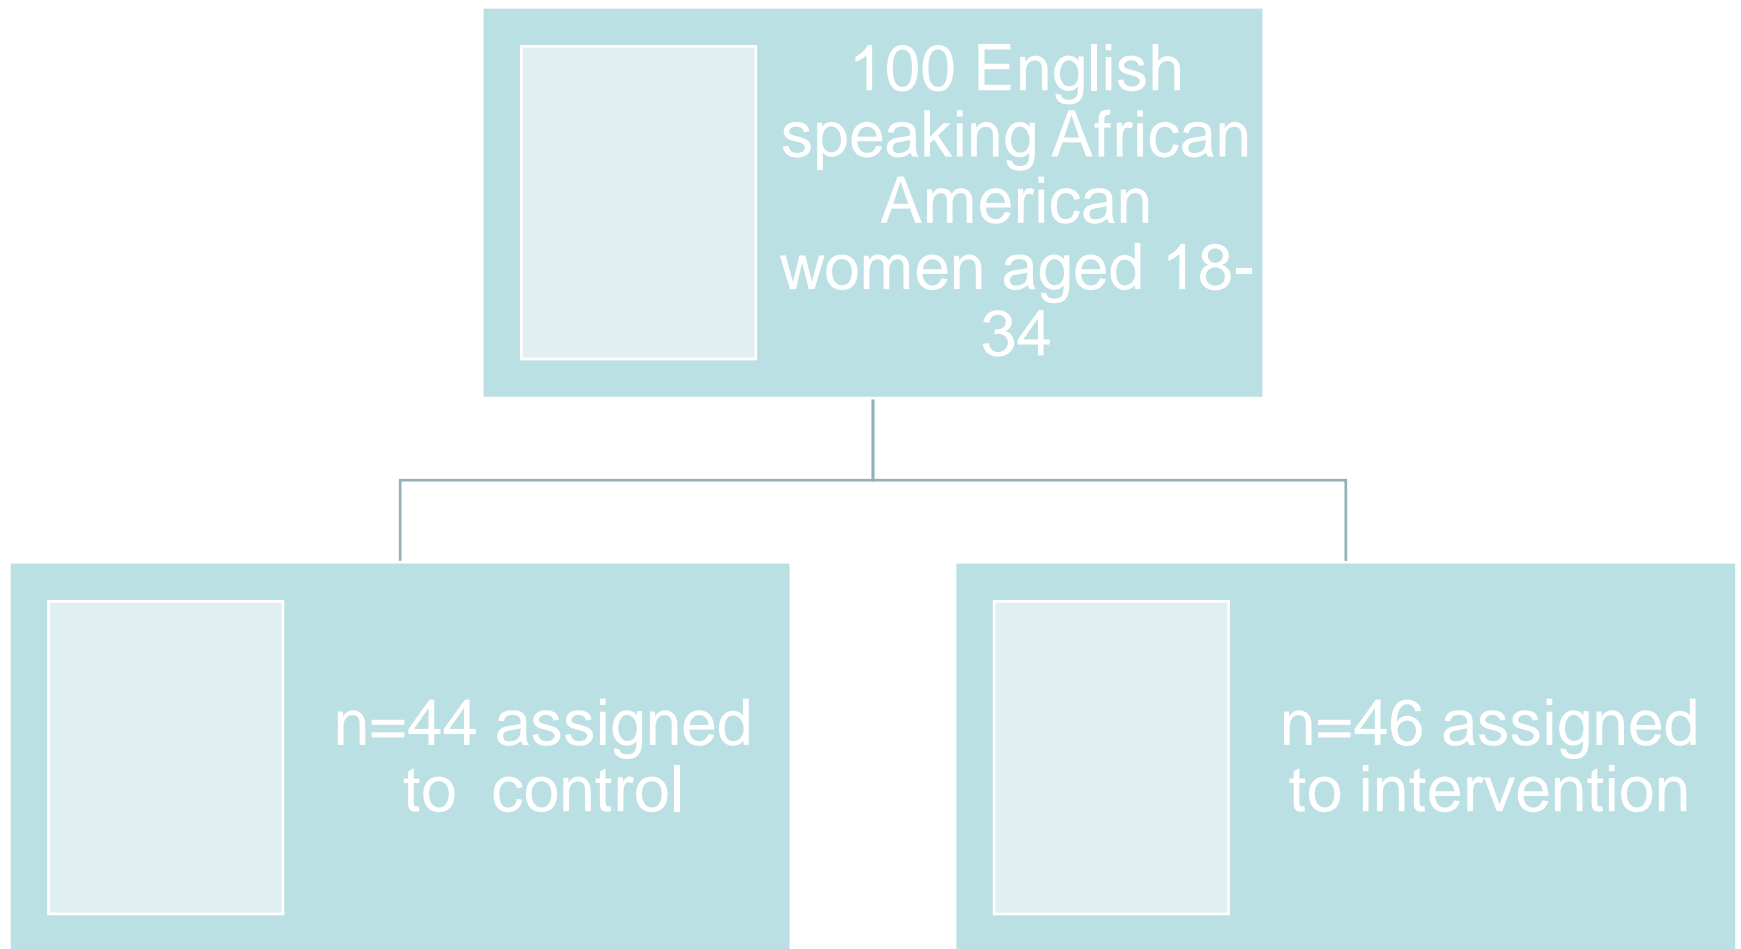 100 English
speaking African
American
women aged 18-
34
n=44 assigned
to  control
n=46 assigned
to intervention